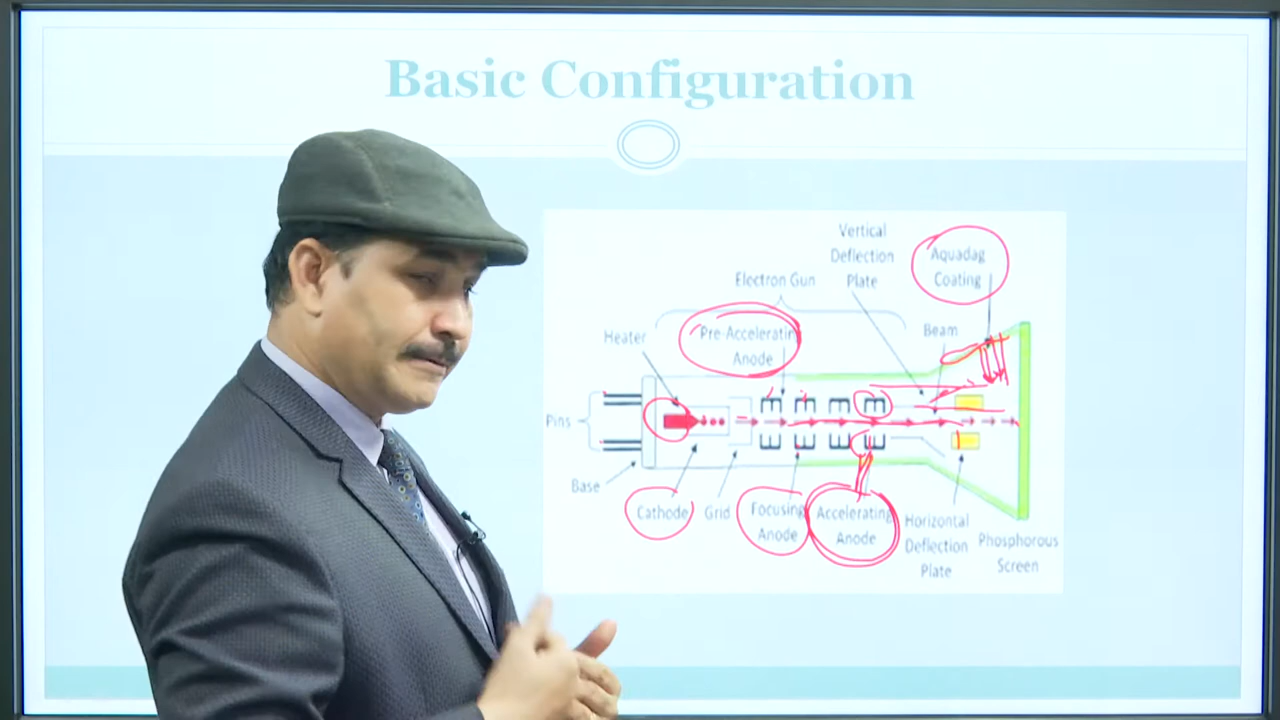 Basic Configuration
Vertical
Deflection
Plate
Aquadag
Coating
Electron Gun
Heater
Pre-Acceleratin
Anode
Beam
Pins
Base
Cathode
Grid
Focusing
Anode
Accelerating
Anode
Horizontal
Deflection
Plate
Phosphorous
Screen